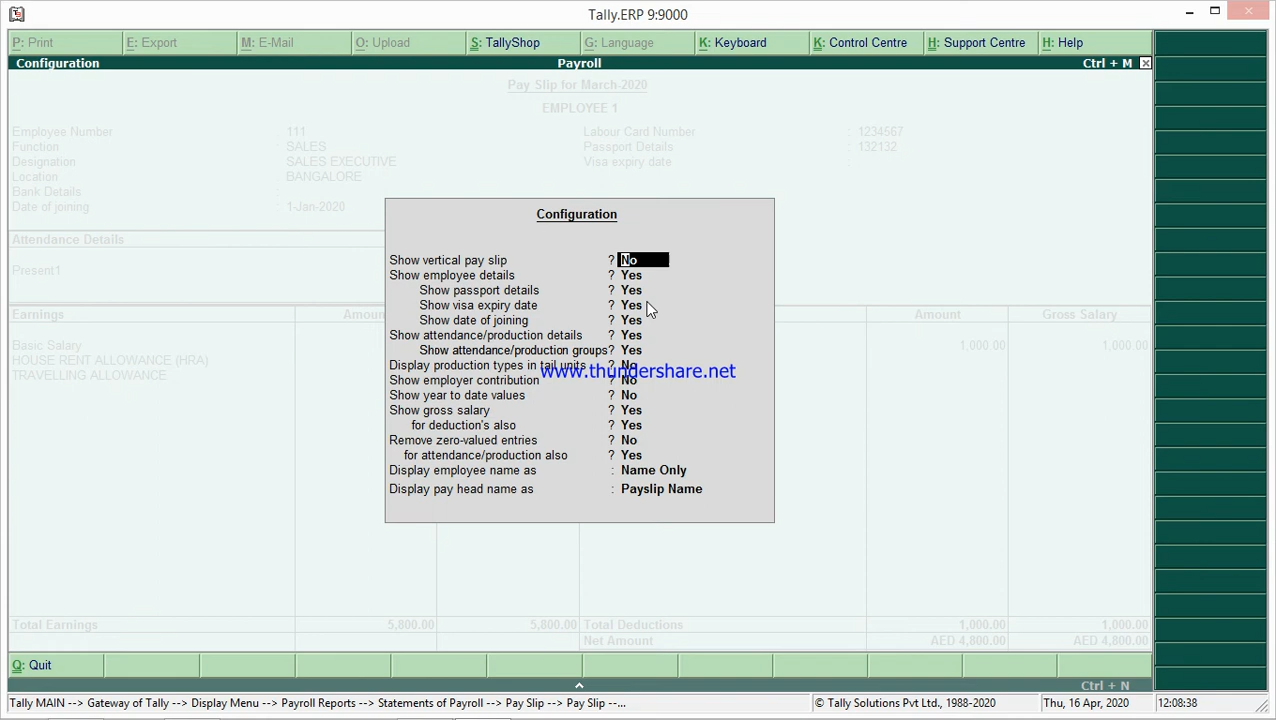 Tally.ERP 9:9000
P: Print E: Export M: E-Mail O: Upload S: TallyShop G: Language K: Keyboard K: Control Centre H: Support Centre H: Help
Configuration Payroll Ctrl + M
Pay Slip for March-2020
EMPLOYEE 1
Employee Number : 111 Labour Card Number : 1234567
Function : SALES Passport Details : 132132
Designation : SALES EXECUTIVE Visa expiry date :
Location : BANGALORE
Bank Details :
Date of joining : 1-Jan-2020
Attendance Details
Present1
Earnings Amount Amount Gross Salary
Basic Salary 1,000.00 1,000.00
HOUSE RENT ALLOWANCE (HRA)
TRAVELLING ALLOWANCE
Configuration
Show vertical pay slip ? No
Show employee details ? Yes
Show passport details ? Yes
Show visa expiry date ? Yes
Show date of joining ? Yes
Show attendance/production details ? Yes
Show attendance/production groups? Yes
Display production types in tail units ? No
www.thundershare.net
Show employer contribution ? No
Show year to date values ? No
Show gross salary ? Yes
for deduction's also ? Yes
Remove zero-valued entries ? No
for attendance/production also ? Yes
Display employee name as : Name Only
Display pay head name as : Payslip Name
Total Earnings 5,800.00 5,800.00 Total Deductions 1,000.00 1,000.00
Net Amount AED 4,800.00 AED 4,800.00
Q: Quit
Ctrl + N
Tally MAIN --> Gateway of Tally --> Display Menu --> Payroll Reports --> Statements of Payroll --> Pay Slip --> Pay Slip --... © Tally Solutions Pvt Ltd., 1988-2020 Thu, 16 Apr, 2020 12:08:38